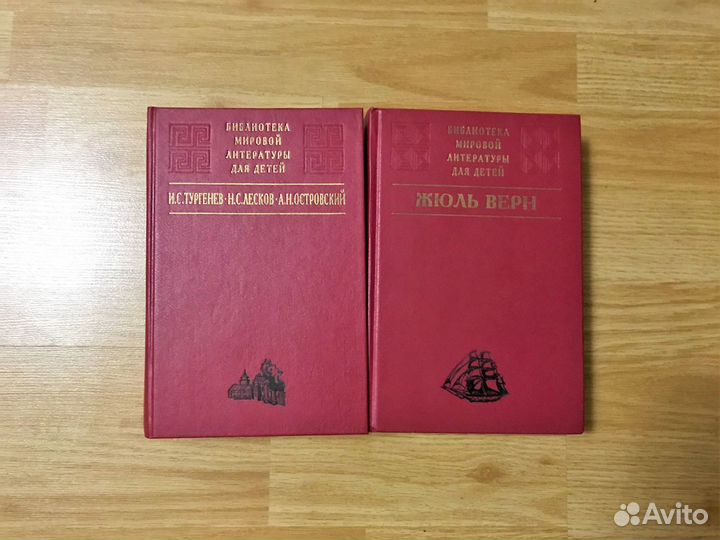 БИБЛИОТЕКА
МИРОВОЙ
ЛИТЕРАТУРЫ
ДЛЯ ДЕТЕЙ
И.С.ТУРГЕНЕВ·Н.С.ЛЕСКОВ·А.Н.ОСТРОВСКИЙ
БИБЛИОТЕКА
МИРОВОЙ
ЛИТЕРАТУРЫ
ДЛЯ ДЕТЕЙ
ЖЮЛЬ ВЕРН
Avito